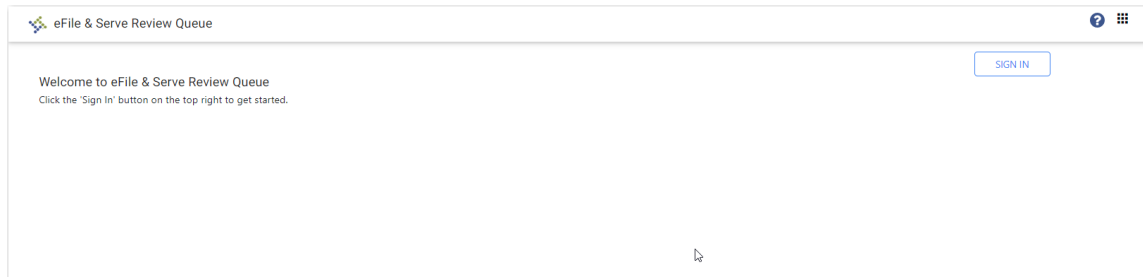 eFile & Serve Review Queue
?
SIGN IN
Welcome to eFile & Serve Review Queue
Click the 'Sign In' button on the top right to get started.